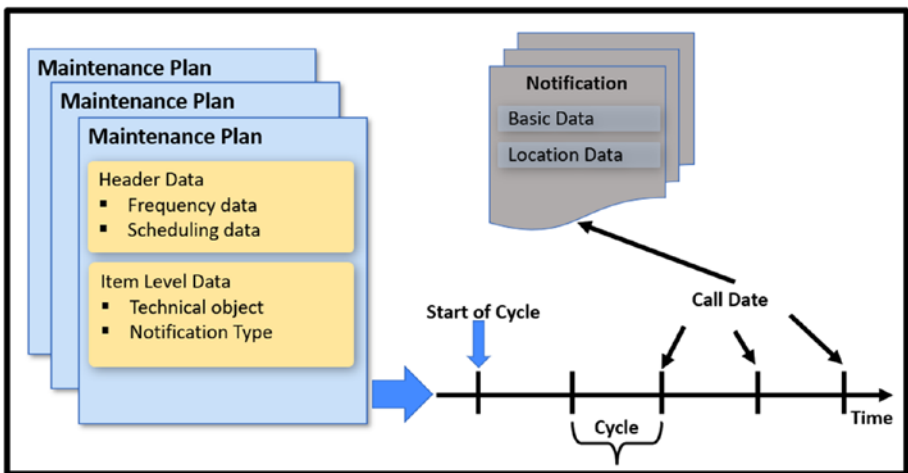 Maintenance Plan
Maintenance Plan
Maintenance Plan
Header Data
▪ Frequency data
▪ Scheduling data
Item Level Data
▪ Technical object
▪ Notification Type
Notification
Basic Data
Location Data
Call Date
Start of Cycle
Time
Cycle